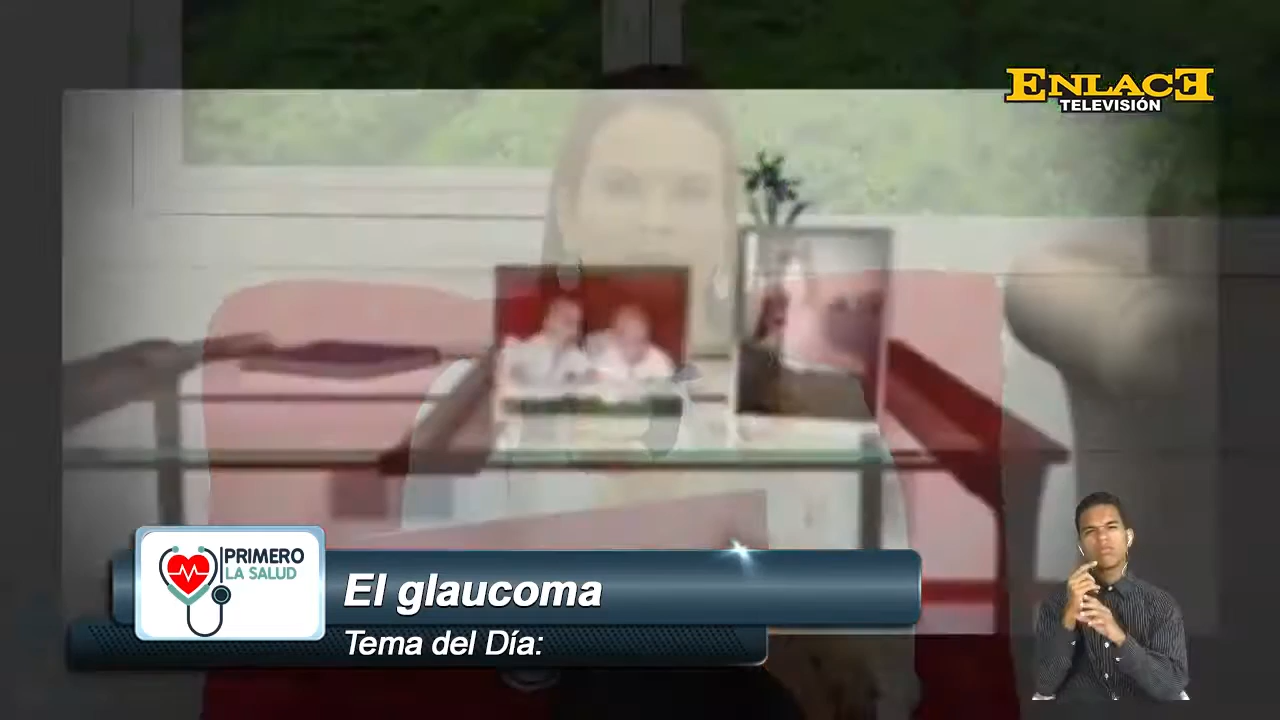 ENLACE
TELEVISIÓN
PRIMERO
LA SALUD
El glaucoma
Tema del Día: